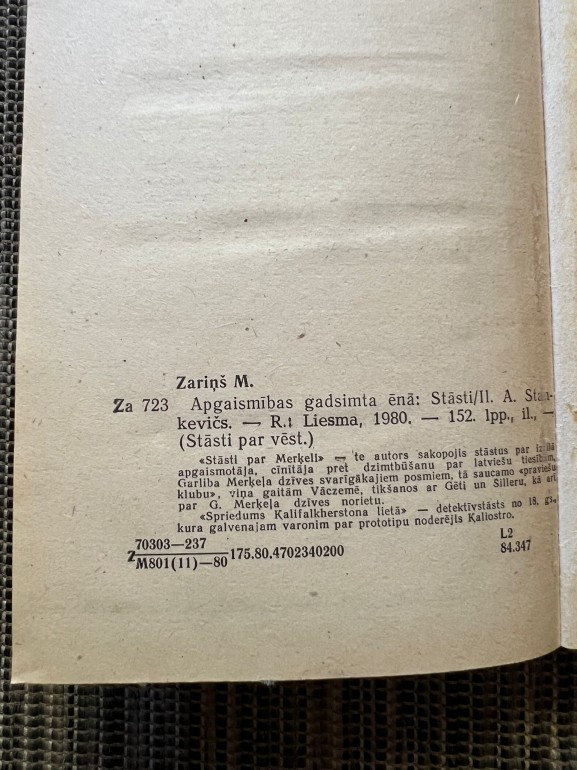 Zariņš M.
Za 723 Apgaismības gadsimta ēnā: Stāsti/Il. A. Stan-
kevičs. — R.: Liesma, 1980. — 152. lpp., il., —
(Stāsti par vēst.)
«Stāsti par Merķeli» — te autors sakopojis stāstus par
apgaismotāja, cīnītāja pret dzimtbūšanu par latviešu tiesībām,
Garlība Merķeļa dzīves svarīgākajiem posmiem, tā saucamo «praviešu
klubu», viņa gaitām Vāczemē, tikšanos ar Gēti un Šilleru, kā arī
par G. Merķeļa dzīves norietu.
«Spriedums Kalifalkherstona lietā» — detektīvstāsts no 18. gs.,
kura galvenajam varonim par prototipu noderējis Kaliostro.
70303—237
Z M801(11)—80 175.80.4702340200
L2
84.347